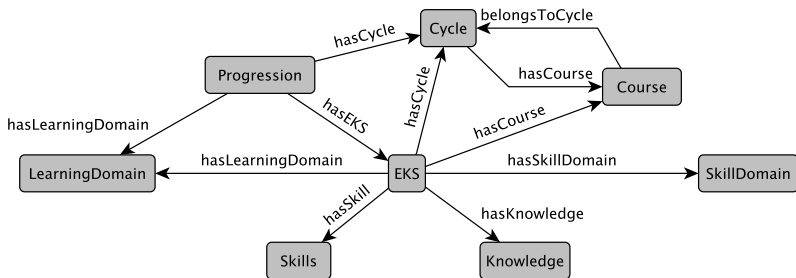 belongsToCycle
Cycle
hasCycle
Progression
hasCourse
Course
hasLearningDomain
hasEKS
hasCycle
hasCourse
LearningDomain
hasLearningDomain
EKS
hasSkillDomain
SkillDomain
hasSkill
hasKnowledge
Skills
Knowledge